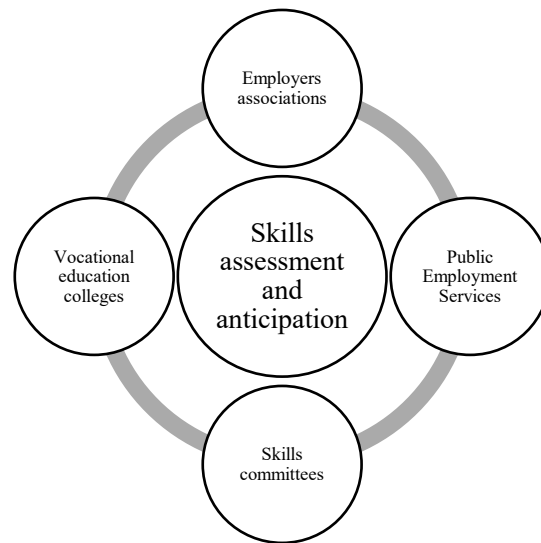 Employers
associations
Vocational
education
colleges
Skills
assessment
and
anticipation
Public
Employment
Services
Skills
committees